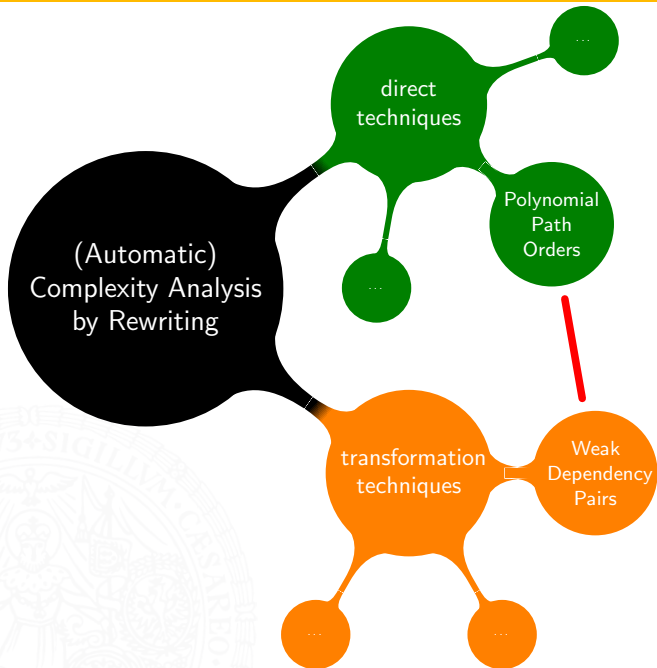 ...
direct
techniques
Polynomial
Path
Orders
(Automatic)
Complexity Analysis
by Rewriting
...
transformation
techniques
Weak
Dependency
Pairs
...
...